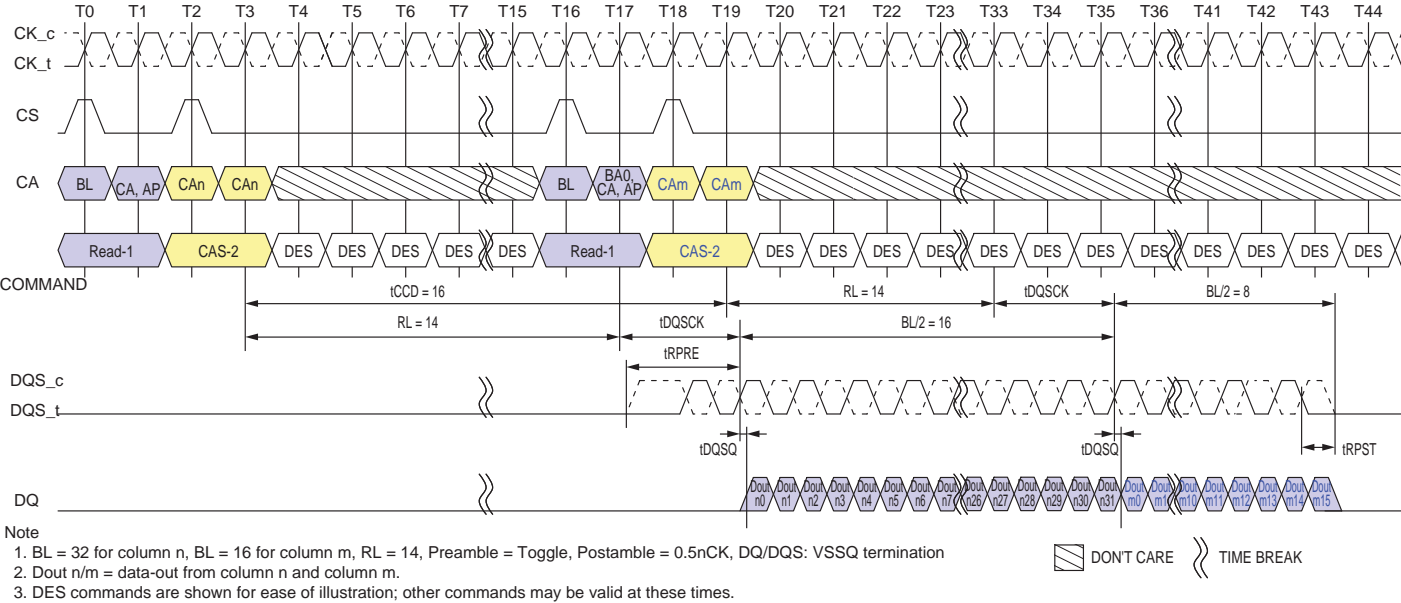 T0 T1 T2 T3 T4 T5 T6 T7 T15 T16 T17 T18 T19 T20 T21 T22 T23 T33 T34 T35 T36 T41 T42 T43 T44
CK_c
CK_t
CS
CA BL CA, AP CAn CAn BL BA0, CA, AP CAm CAm
Read-1 CAS-2 DES DES DES DES DES Read-1 CAS-2 DES DES DES DES DES DES DES DES DES DES DES DES
COMMAND
tCCD = 16 RL = 14 tDQSCK BL/2 = 8
RL = 14 tDQSCK BL/2 = 16
tRPRE
DQS_c
DQS_t
tDQSQ tDQSQ tRPST
DQ Dout n0 Dout n1 Dout n2 Dout n3 Dout n4 Dout n5 Dout n6 Dout n7 Dout n26 Dout n27 Dout n28 Dout n29 Dout n30 Dout n31 Dout m0 Dout m1 Dout m10 Dout m11 Dout m12 Dout m13 Dout m14 Dout m15
Note
1. BL = 32 for column n, BL = 16 for column m, RL = 14, Preamble = Toggle, Postamble = 0.5nCK, DQ/DQS: VSSQ termination
2. Dout n/m = data-out from column n and column m.
3. DES commands are shown for ease of illustration; other commands may be valid at these times.
DON'T CARE TIME BREAK